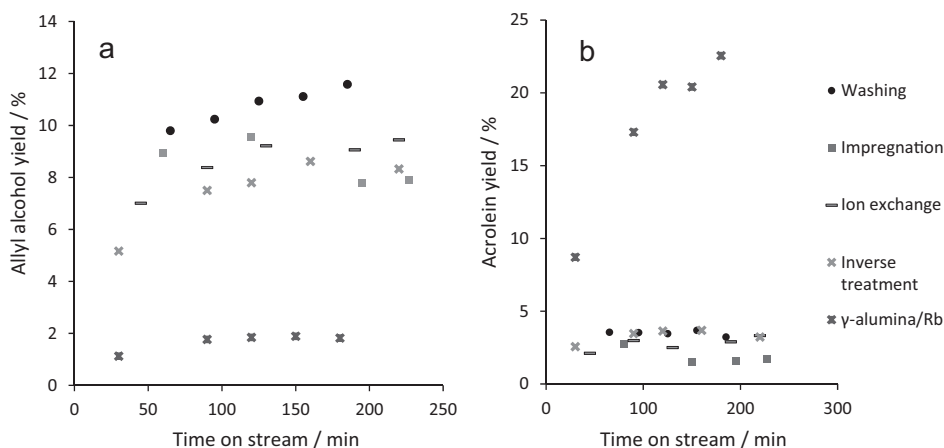 a
Allyl alcohol yield / %
14
12
10
8
6
4
2
0
0
50
100
150
200
250
Time on stream / min
b
Acrolein yield / %
25
20
15
10
5
0
0
100
200
300
Time on stream / min
Washing
Impregnation
Ion exchange
Inverse
treatment
γ-alumina/Rb